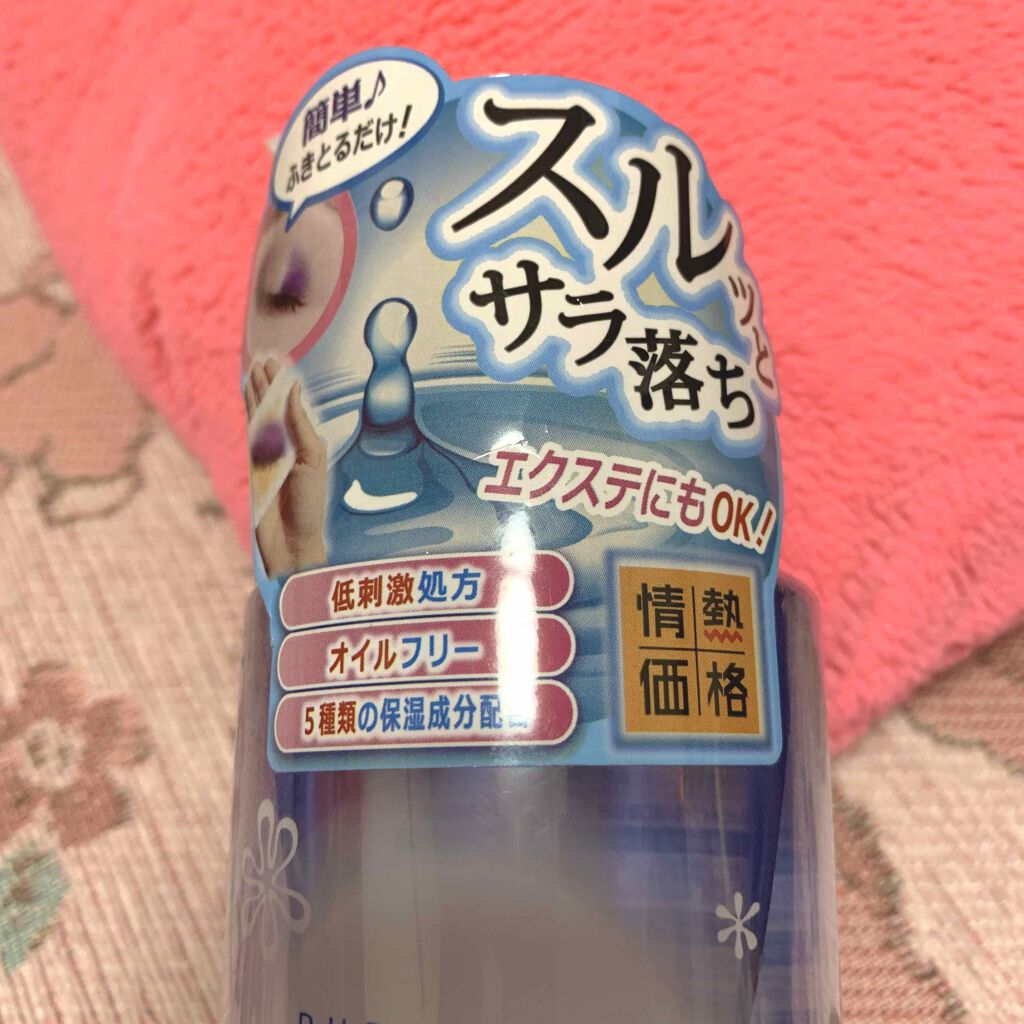 簡単♪
ふきとるだけ!
スルッと
サラ落ち
エクステにもOK!
低刺激処方
オイルフリー
5種類の保湿成分配
情熱
価格